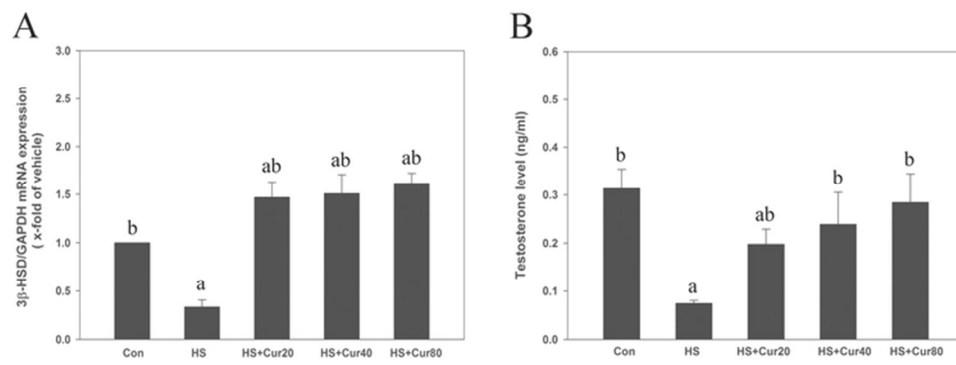 A
3β-HSD/GAPDH mRNA expression
( x-fold of vehicle)
3.0
2.5
2.0
1.5
1.0
0.5
0.0
b
a
ab
ab
ab
Con
HS
HS+Cur20
HS+Cur40
HS+Cur80
B
Testosterone level (ng/ml)
0.6
0.5
0.4
0.3
0.2
0.1
0.0
b
a
ab
b
b
Con
HS
HS+Cur20
HS+Cur40
HS+Cur80